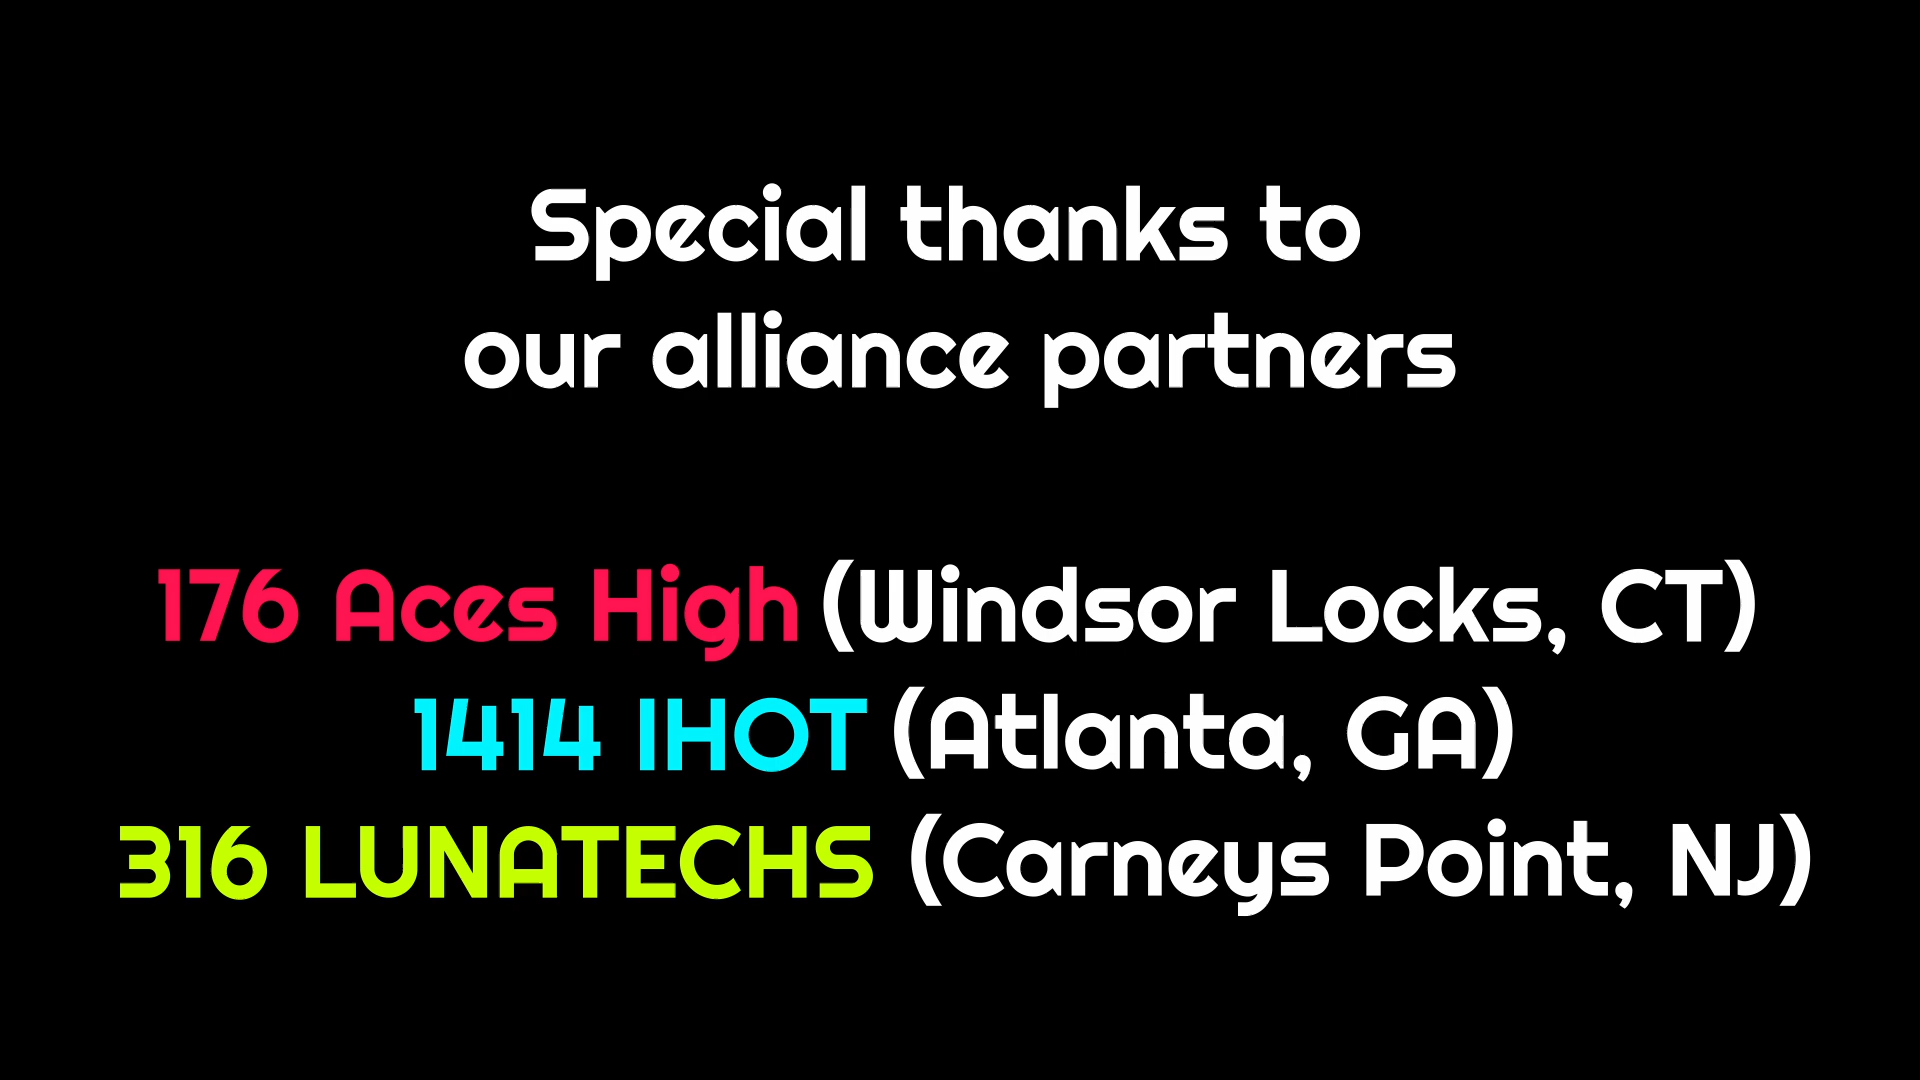 Special thanks to
our alliance partners
176 Aces High (Windsor Locks, CT)
1414 IHOT (Atlanta, GA)
316 LUNATECHS (Carneys Point, NJ)